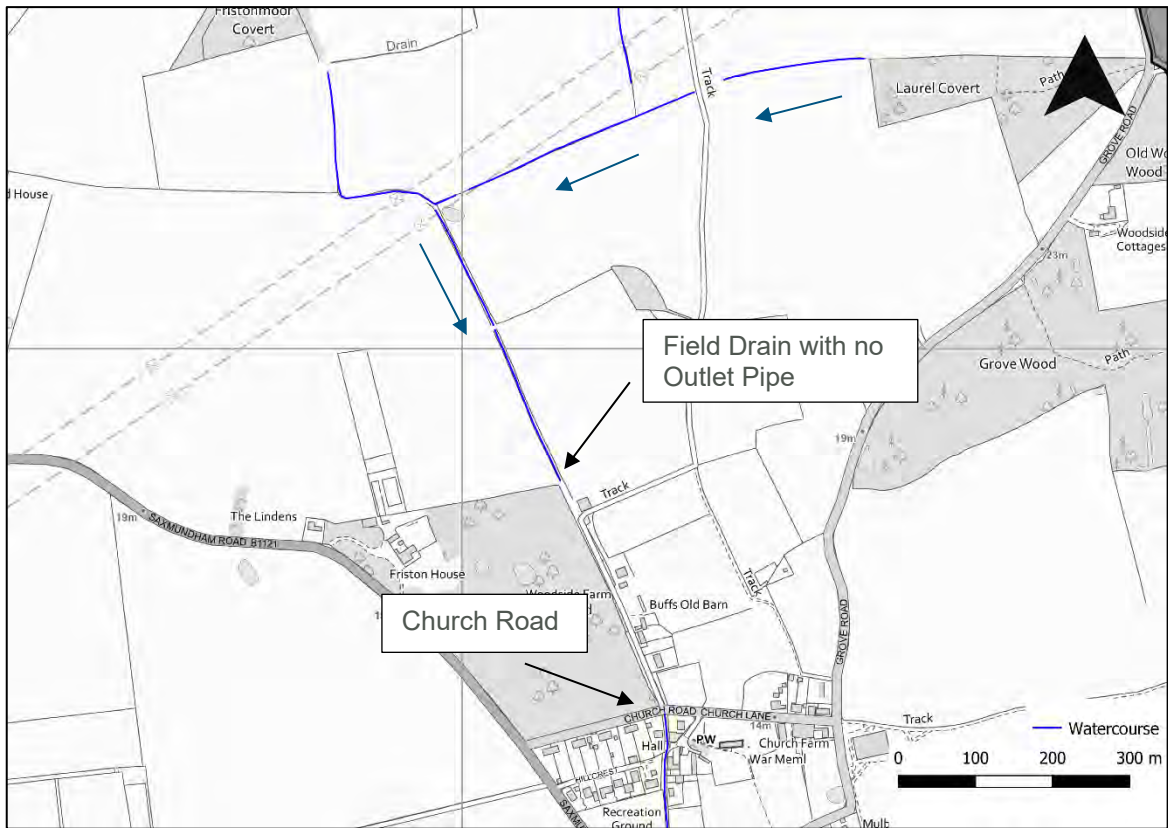 Fristonmoor
Covert
Drain
Track
Laurel Covert
Path
GROVE ROAD
Old Wo
Wood
d House
Woodside
Cottages
23m
Field Drain with no
Outlet Pipe
Grove Wood
Path
19m
Track
19m
SAXMUNDHAM ROAD B1121
The Lindens
Friston House
Woodside Farm
Track
Buffs Old Barn
Church Road
GROVE ROAD
CHURCH ROAD
CHURCH LANE
14m
Track
Watercourse
Hall
PW
Church Farm
War Meml
0 100 200 300 m
HILLCREST
SAXMUNDHAM
Recreation
Ground
Mulb